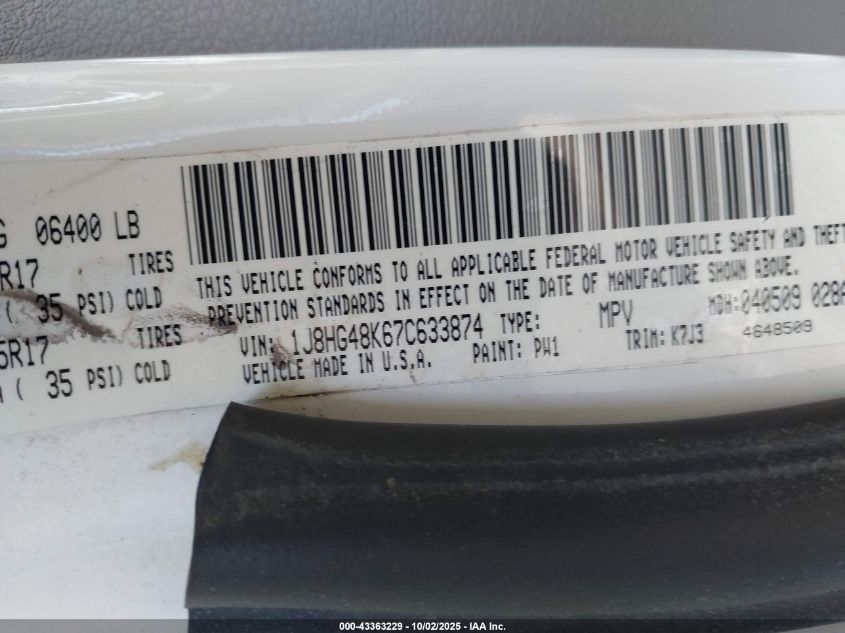 G 06400 LB
R17 TIRES
( 35 PSI) COLD
5R17 TIRES
( 35 PSI) COLD
THIS VEHICLE CONFORMS TO ALL APPLICABLE FEDERAL MOTOR VEHICLE SAFETY AND THEFT
PREVENTION STANDARDS IN EFFECT ON THE DATE OF MANUFACTURE SHOWN ABOVE.
VIN: 1J8HG48K67C633874 TYPE: MPV MDH: 040509 028
VEHICLE MADE IN U.S.A. PAINT: PW1 TRIM: K7J3 4648509
000-43363229 - 10/02/2025 - IAA Inc.